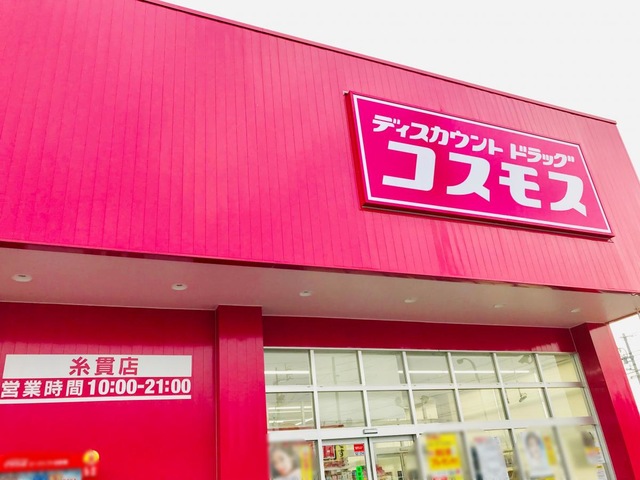 ディスカウント ドラッグ
コスモス
糸貫店
営業時間 10:00-21:00